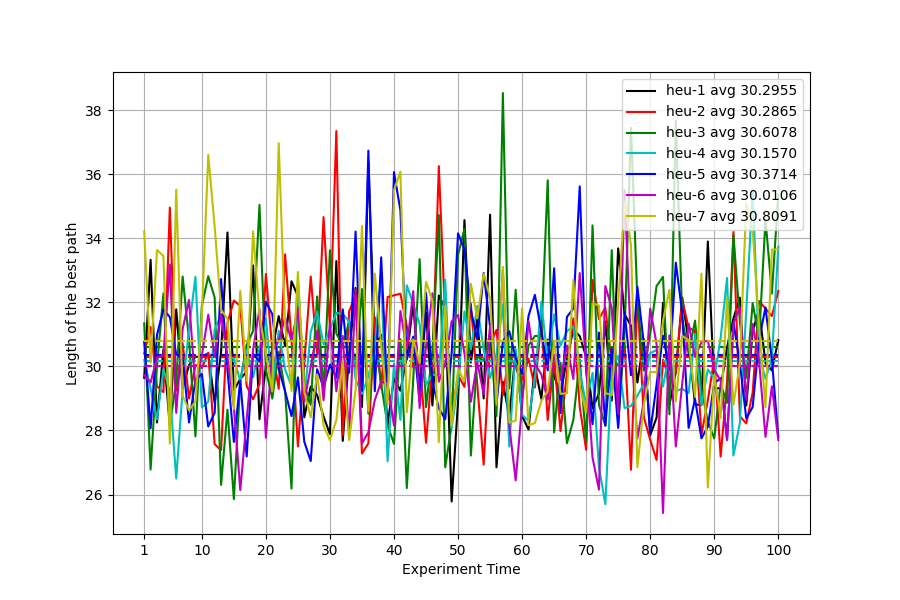 38
36
34
32
30
28
26
Length of the best path
heu-1 avg 30.2955
heu-2 avg 30.2865
heu-3 avg 30.6078
heu-4 avg 30.1570
heu-5 avg 30.3714
heu-6 avg 30.0106
heu-7 avg 30.8091
1 10 20 30 40 50 60 70 80 90 100
Experiment Time